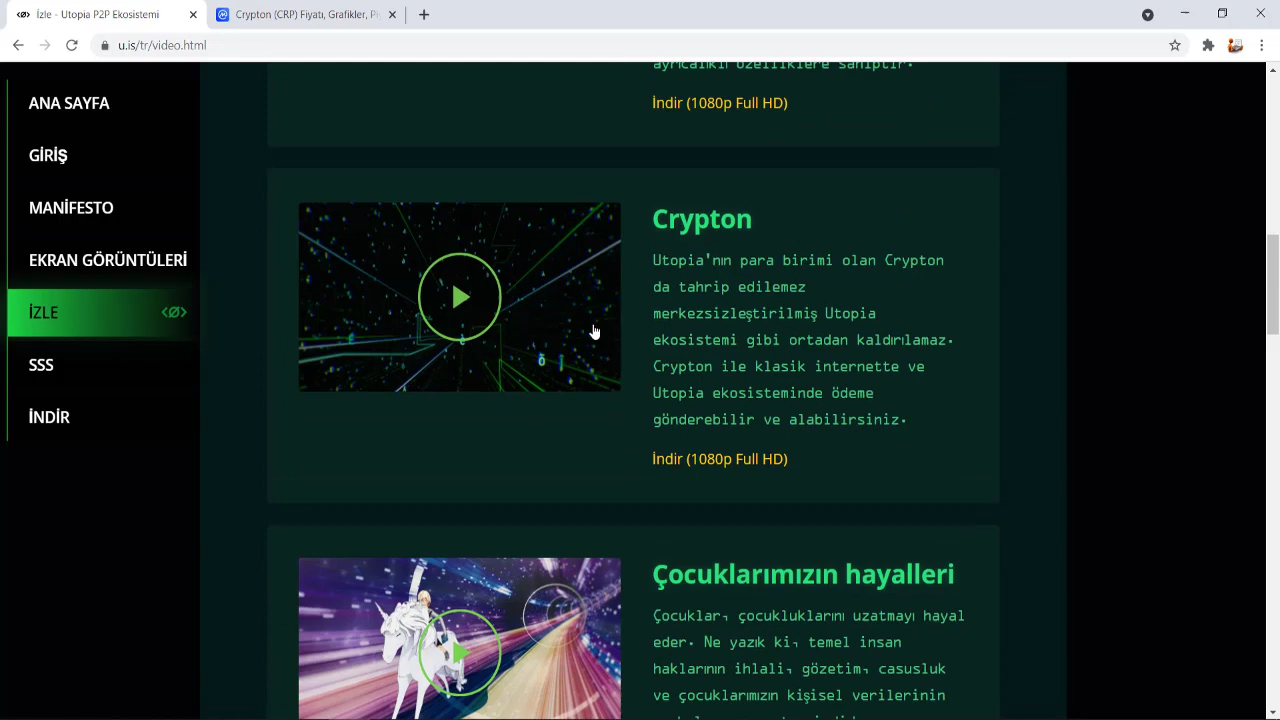 İzle - Utopia P2P Ekosistemi
Crypton (CRP) Fiyatı, Grafikler, P
u.is/tr/video.html
ANA SAYFA
GİRİŞ
MANİFESTO
EKRAN GÖRÜNTÜLERİ
İZLE
SSS
İNDİR
ayrıcalıklı özelliklere sahiptir.
İndir (1080p Full HD)
Crypton
Utopia'nın para birimi olan Crypton
da tahrip edilemez
merkezsizleştirilmiş Utopia
ekosistemi gibi ortadan kaldırılamaz.
Crypton ile klasik internette ve
Utopia ekosisteminde ödeme
gönderebilir ve alabilirsiniz.
İndir (1080p Full HD)
Çocuklarımızın hayalleri
Çocuklar, çocukluklarını uzatmayı hayal
eder. Ne yazık ki, temel insan
haklarının ihlali, gözetim, casusluk
ve çocuklarımızın kişisel verilerinin